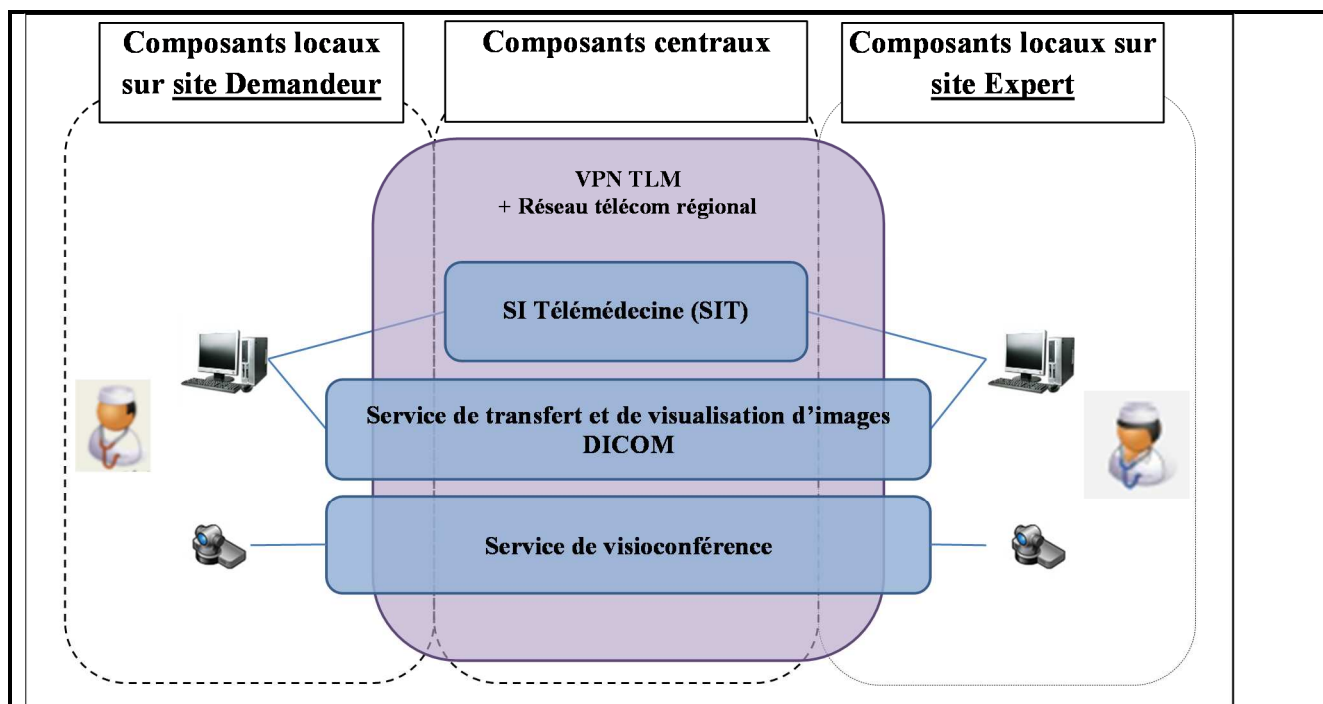 Composants locaux
sur site Demandeur
Composants centraux
Composants locaux sur
site Expert
VPN TLM
+ Réseau télécom régional
SI Télémédecine (SIT)
Service de transfert et de visualisation d'images
DICOM
Service de visioconférence